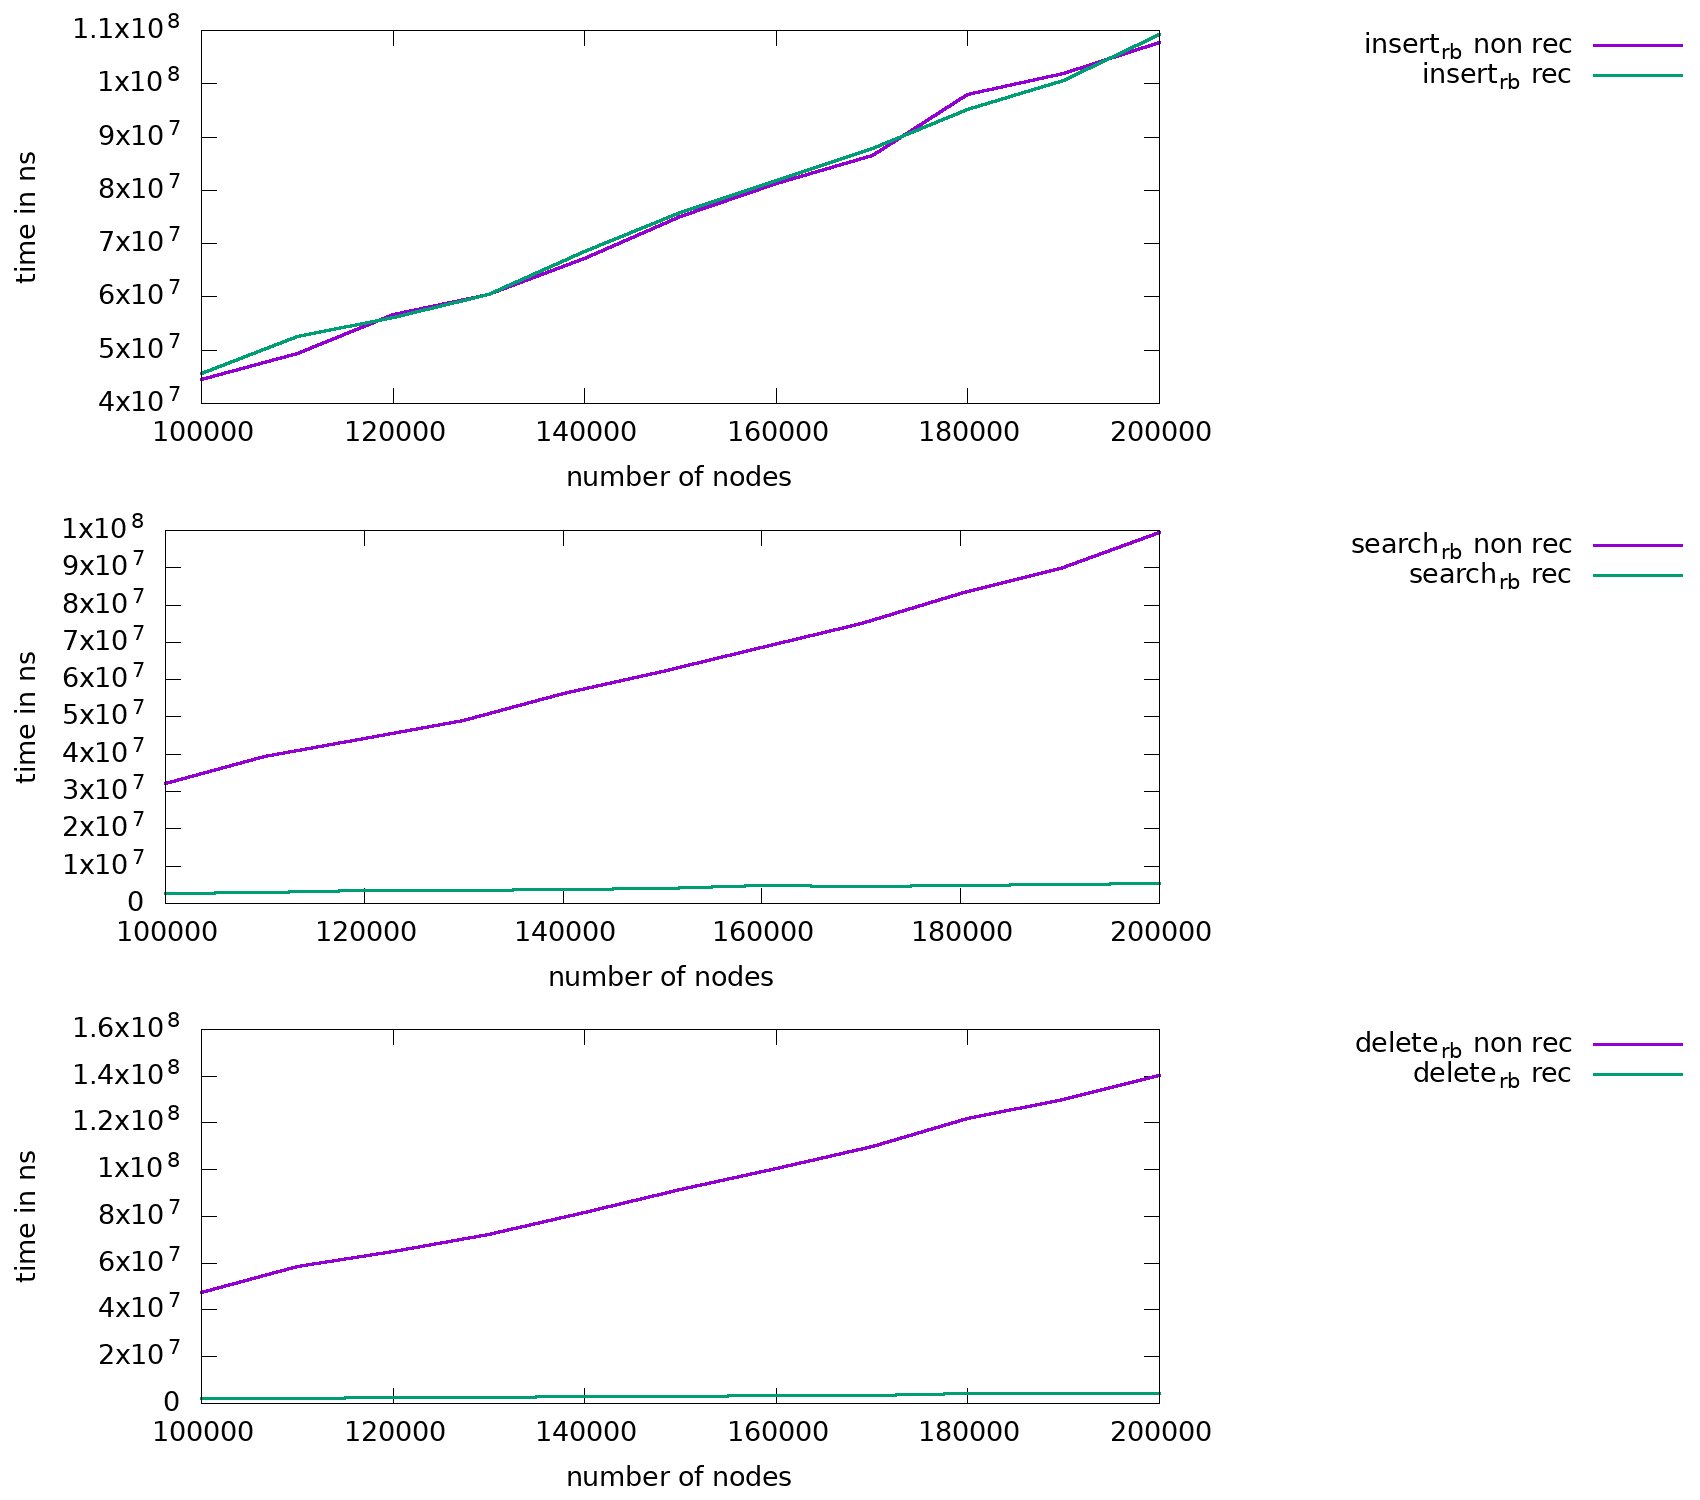 1.1x10^8
1x10^8
9x10^7
8x10^7
7x10^7
6x10^7
5x10^7
4x10^7
time in ns
100000 120000 140000 160000 180000 200000
number of nodes
insert_rb non rec
insert_rb rec
1x10^8
9x10^7
8x10^7
7x10^7
6x10^7
5x10^7
4x10^7
3x10^7
2x10^7
1x10^7
0
time in ns
100000 120000 140000 160000 180000 200000
number of nodes
search_rb non rec
search_rb rec
1.6x10^8
1.4x10^8
1.2x10^8
1x10^8
8x10^7
6x10^7
4x10^7
2x10^7
0
time in ns
100000 120000 140000 160000 180000 200000
number of nodes
delete_rb non rec
delete_rb rec